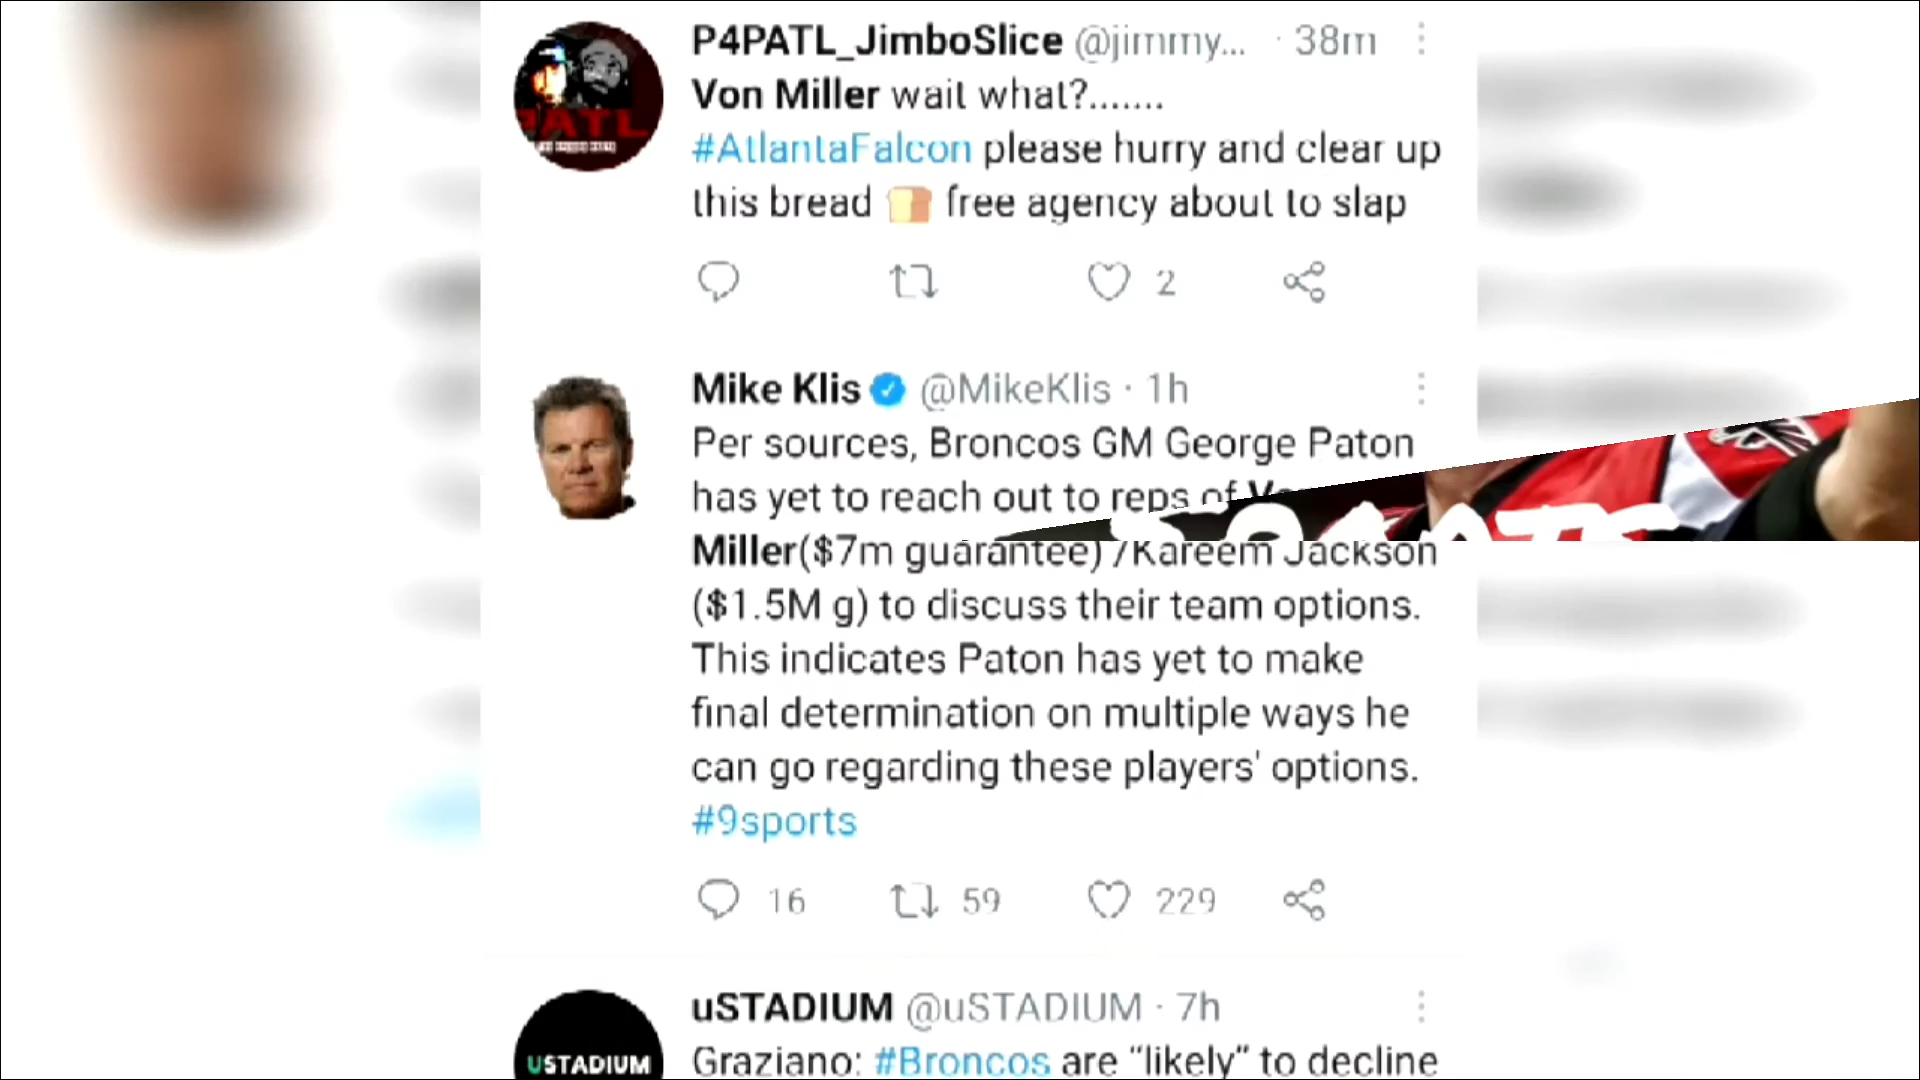 P4PATL_JimboSlice @jimmy... · 38m
Von Miller wait what?.......
#AtlantaFalcon please hurry and clear up
this bread 🍞 free agency about to slap
2
Mike Klis @MikeKlis · 1h
Per sources, Broncos GM George Paton
has yet to reach out to reps of
Miller($7m guarantee) /Kareem Jackson
($1.5M g) to discuss their team options.
This indicates Paton has yet to make
final determination on multiple ways he
can go regarding these players' options.
#9sports
16 59 229
uSTADIUM @uSTADIUM · 7h
USTADIUM
Graziano: #Broncos are “likely” to decline